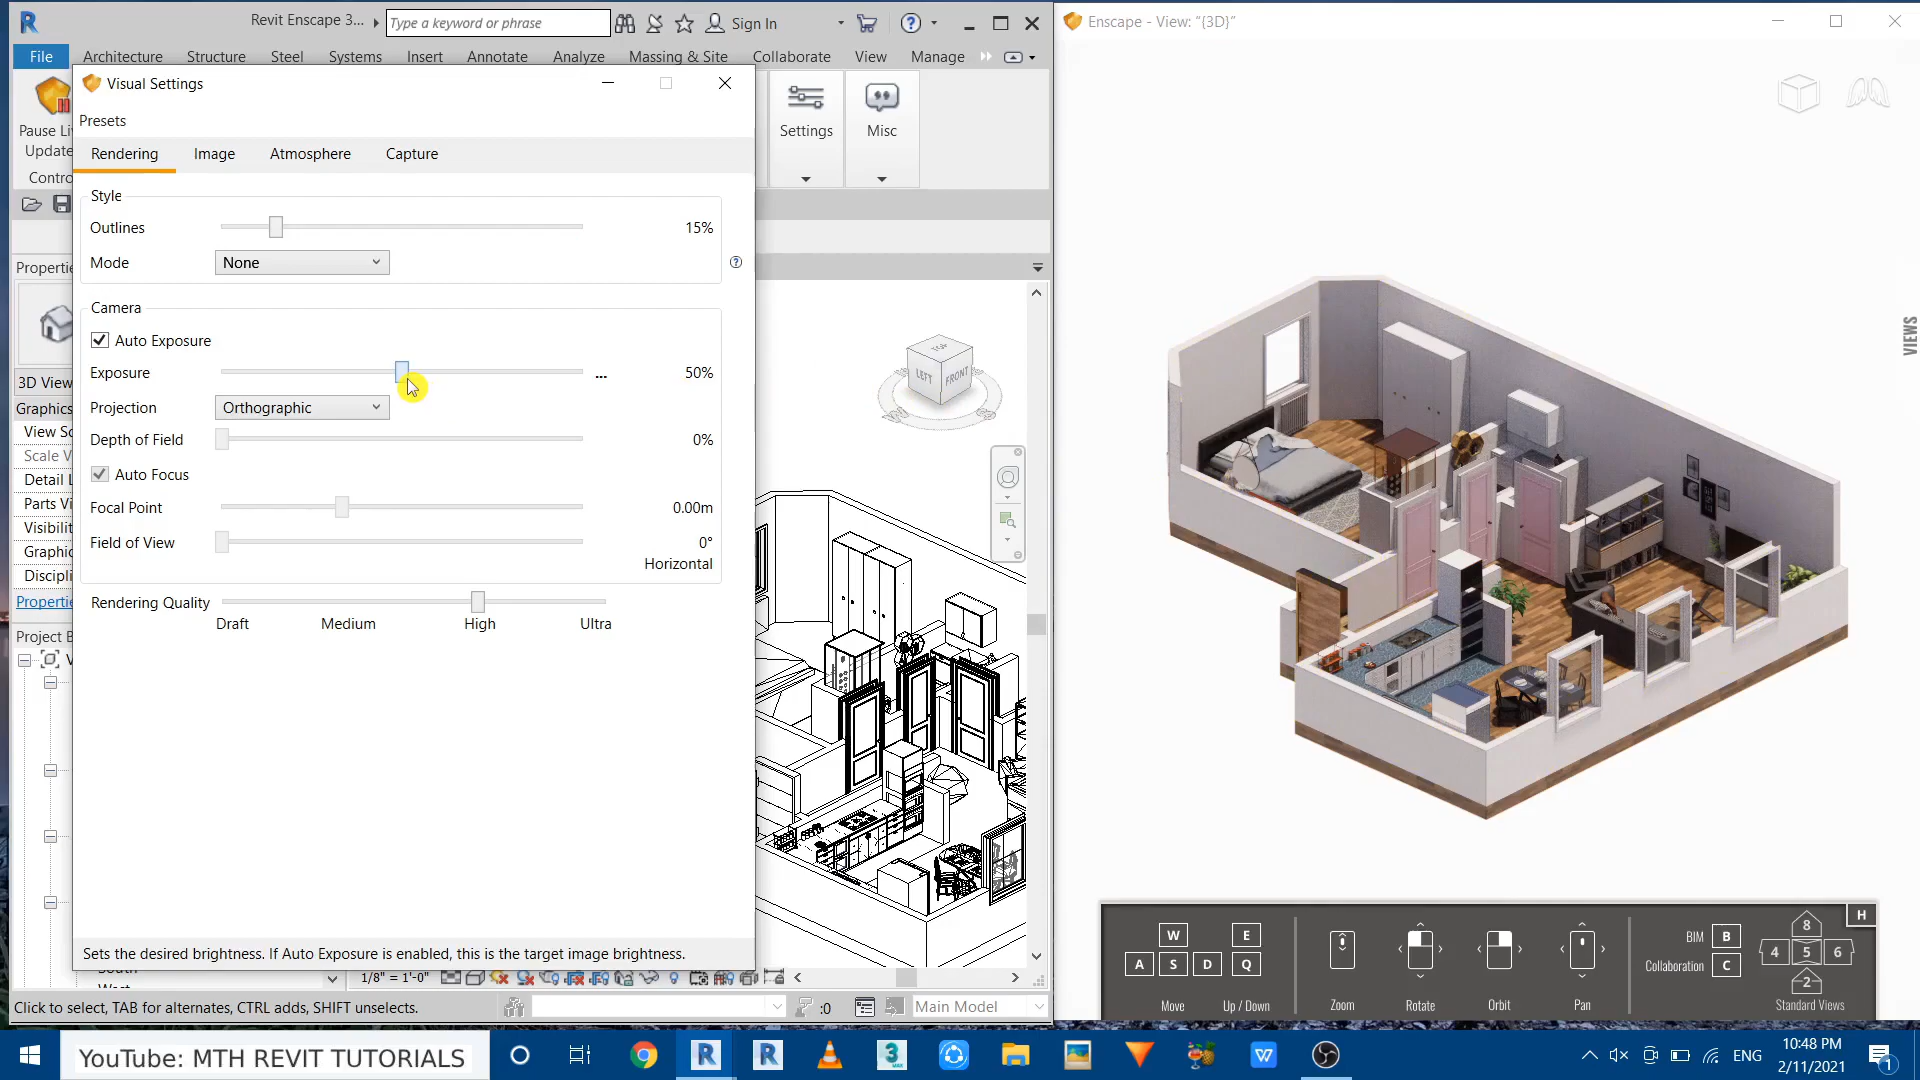 Revit Enscape 3...
Type a keyword or phrase
Sign In
Enscape - View: "{3D}"
File
Architecture
Structure
Steel
Systems
Insert
Annotate
Analyze
Massing & Site
Collaborate
View
Manage
Visual Settings
Presets
Pause Li
Update
Contro
Settings
Misc
Rendering
Image
Atmosphere
Capture
Style
Outlines
15%
Mode
None
Propertie
Camera
Auto Exposure
Exposure
...
50%
3D View
Projection
Orthographic
Graphics
View Sc
Depth of Field
0%
Scale V
Auto Focus
Detail L
Parts Vi
Focal Point
0.00m
Visibilit
Field of View
0°
Graphic
Horizontal
Disciplin
Propertie
Rendering Quality
Draft
Medium
High
Ultra
Project B
TOP
LEFT
FRONT
VIEWS
Sets the desired brightness. If Auto Exposure is enabled, this is the target image brightness.
1/8" = 1'-0"
Click to select, TAB for alternates, CTRL adds, SHIFT unselects.
:0
Main Model
H
W
E
A
S
D
Q
Move
Up / Down
Zoom
Rotate
Orbit
Pan
BIM
B
Collaboration
C
8
4
5
6
2
Standard Views
YouTube: MTH REVIT TUTORIALS
ENG
10:48 PM
2/11/2021
1